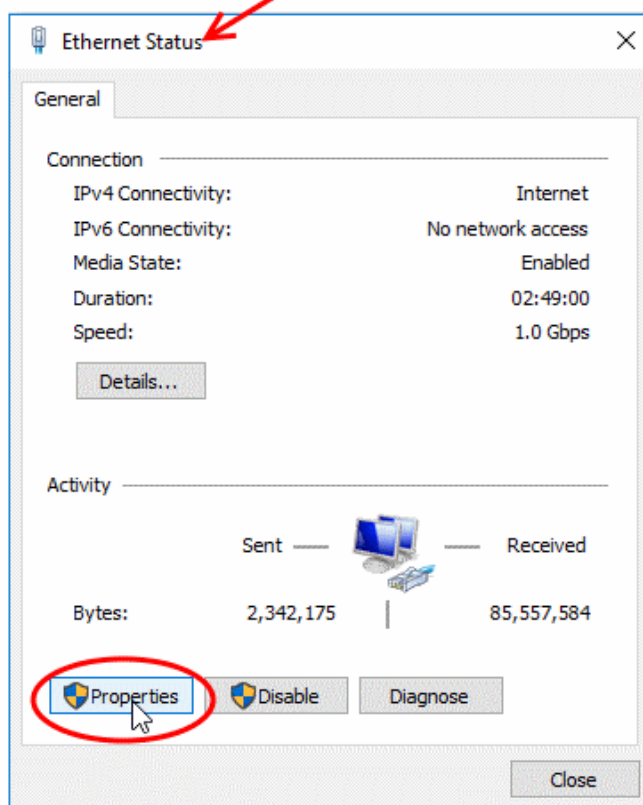 Ethernet Status
General
Connection
IPv4 Connectivity: Internet
IPv6 Connectivity: No network access
Media State: Enabled
Duration: 02:49:00
Speed: 1.0 Gbps
Details...
Activity
Sent Received
Bytes: 2,342,175 85,557,584
Properties Disable Diagnose
Close